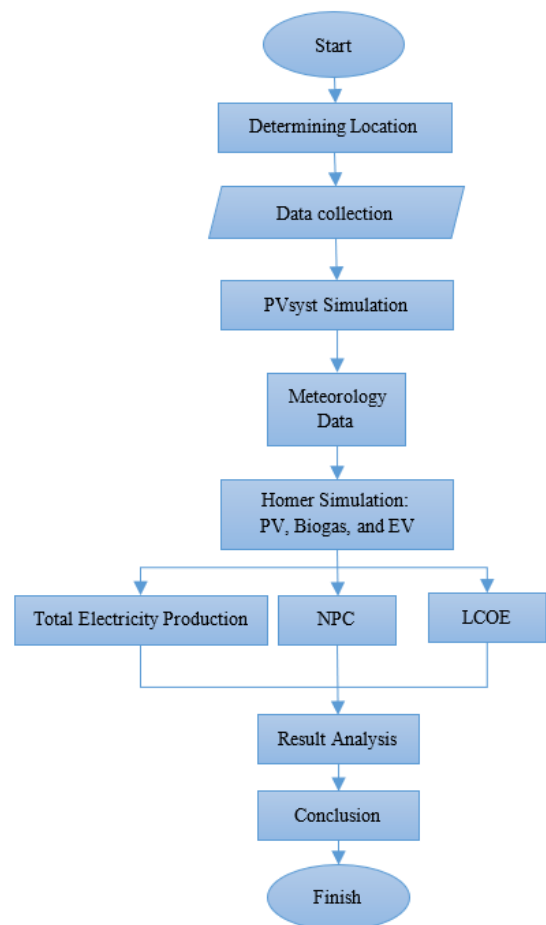 Start
Determining Location
Data collection
PVsyst Simulation
Meteorology
Data
Homer Simulation:
PV, Biogas, and EV
Total Electricity Production
NPC
LCOE
Result Analysis
Conclusion
Finish